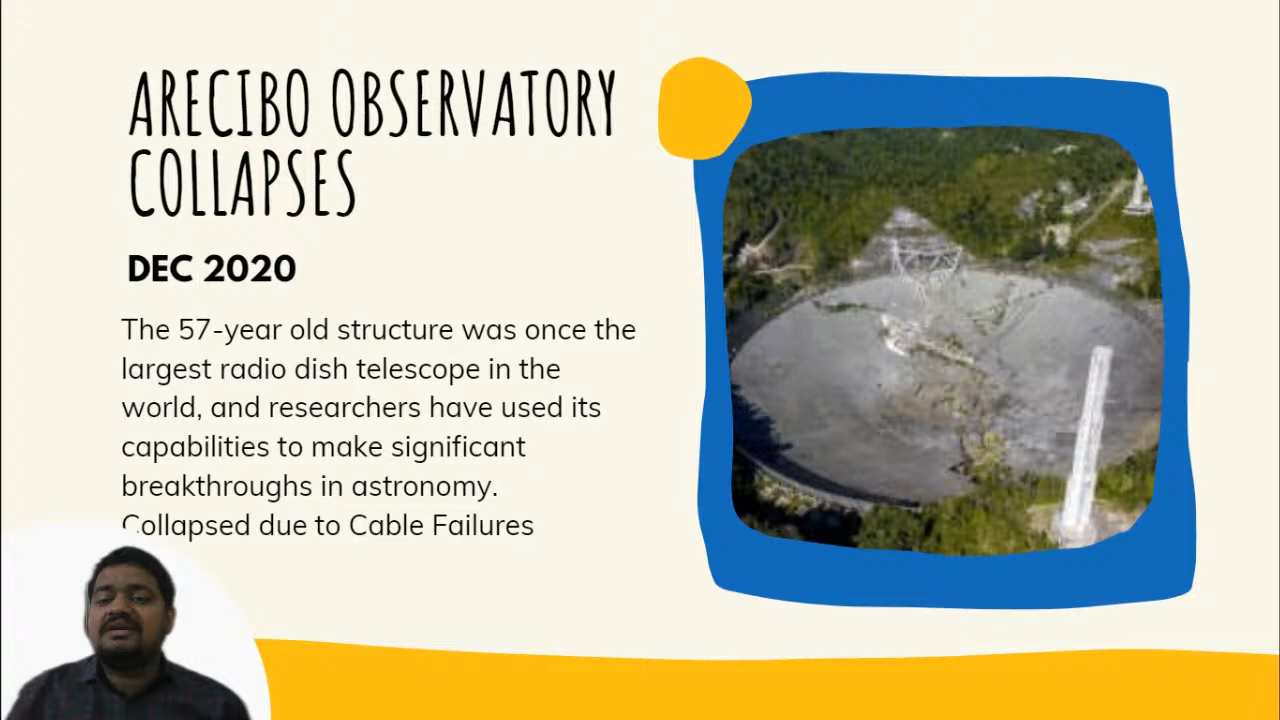 ARECIBO OBSERVATORY
COLLAPSES
DEC 2020
The 57-year old structure was once the
largest radio dish telescope in the
world, and researchers have used its
capabilities to make significant
breakthroughs in astronomy.
Collapsed due to Cable Failures